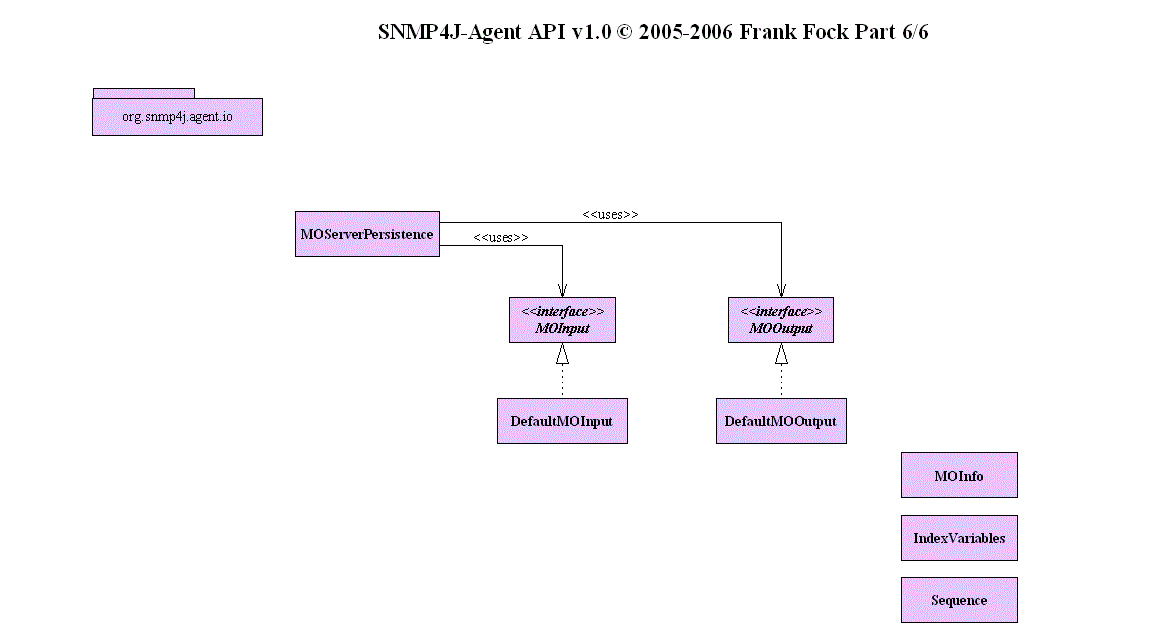 SNMP4J-Agent API v1.0 © 2005-2006 Frank Fock Part 6/6
org.snmp4j.agent.io
<<uses>>
MOServerPersistence
<<uses>>
<<interface>>
MOInput
<<interface>>
MOOutput
DefaultMOInput
DefaultMOOutput
MOInfo
IndexVariables
Sequence